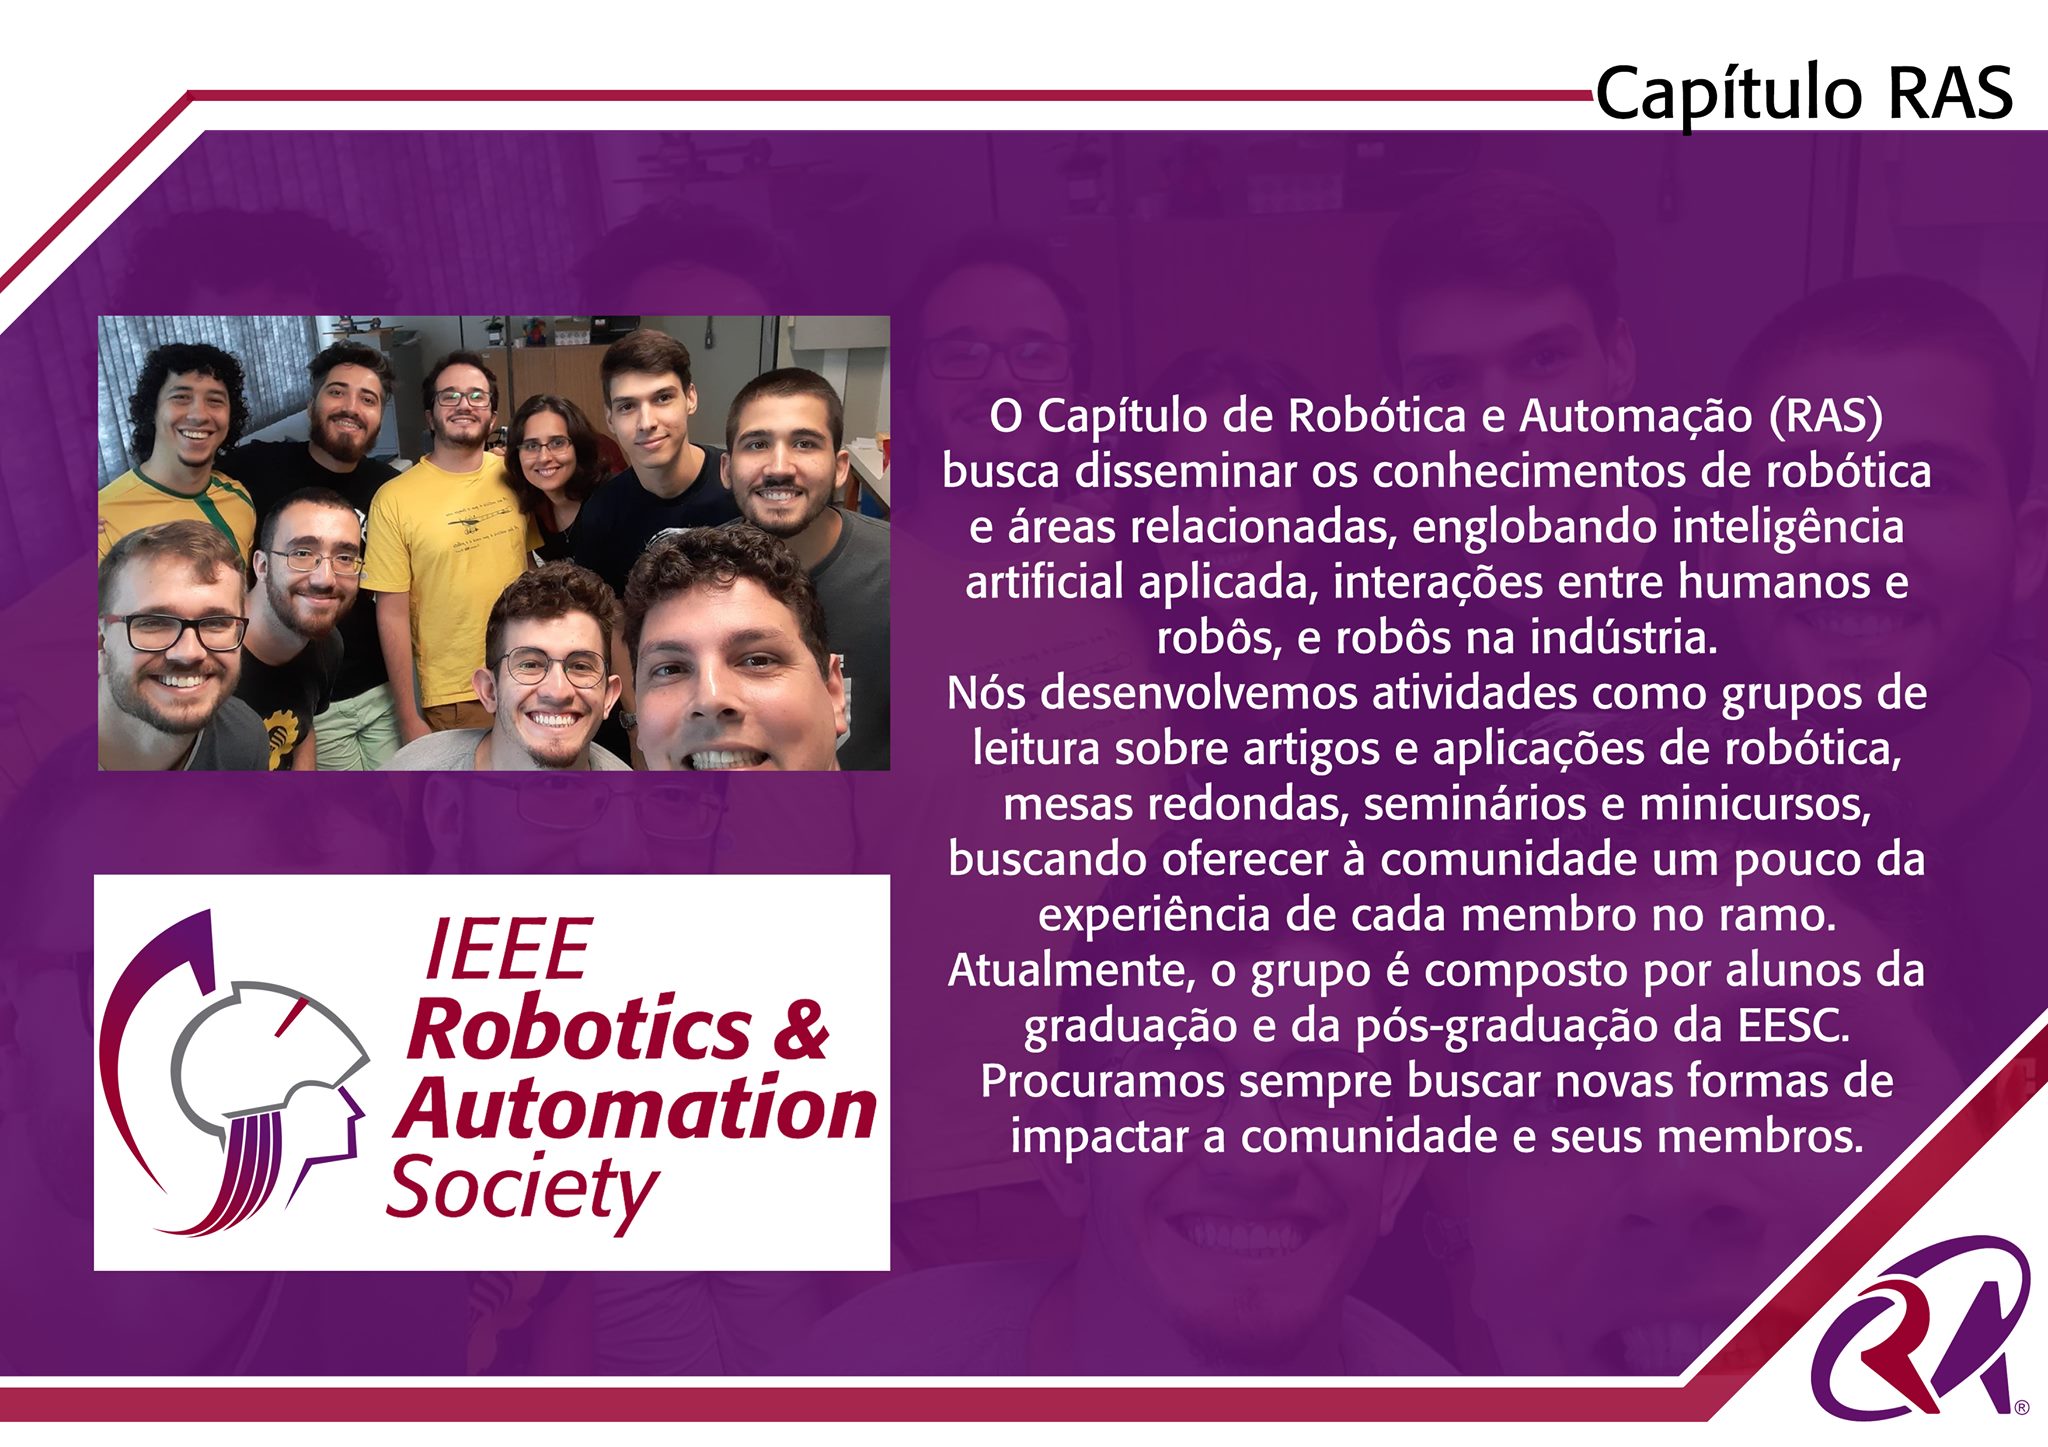 Capítulo RAS
O Capítulo de Robótica e Automação (RAS)
busca disseminar os conhecimentos de robótica
e áreas relacionadas, englobando inteligência
artificial aplicada, interações entre humanos e
robôs, e robôs na indústria.
Nós desenvolvemos atividades como grupos de
leitura sobre artigos e aplicações de robótica,
mesas redondas, seminários e minicursos,
buscando oferecer à comunidade um pouco da
experiência de cada membro no ramo.
Atualmente, o grupo é composto por alunos da
graduação e da pós-graduação da EESC.
Procuramos sempre buscar novas formas de
impactar a comunidade e seus membros.
IEEE
Robotics &
Automation
Society
RA
®